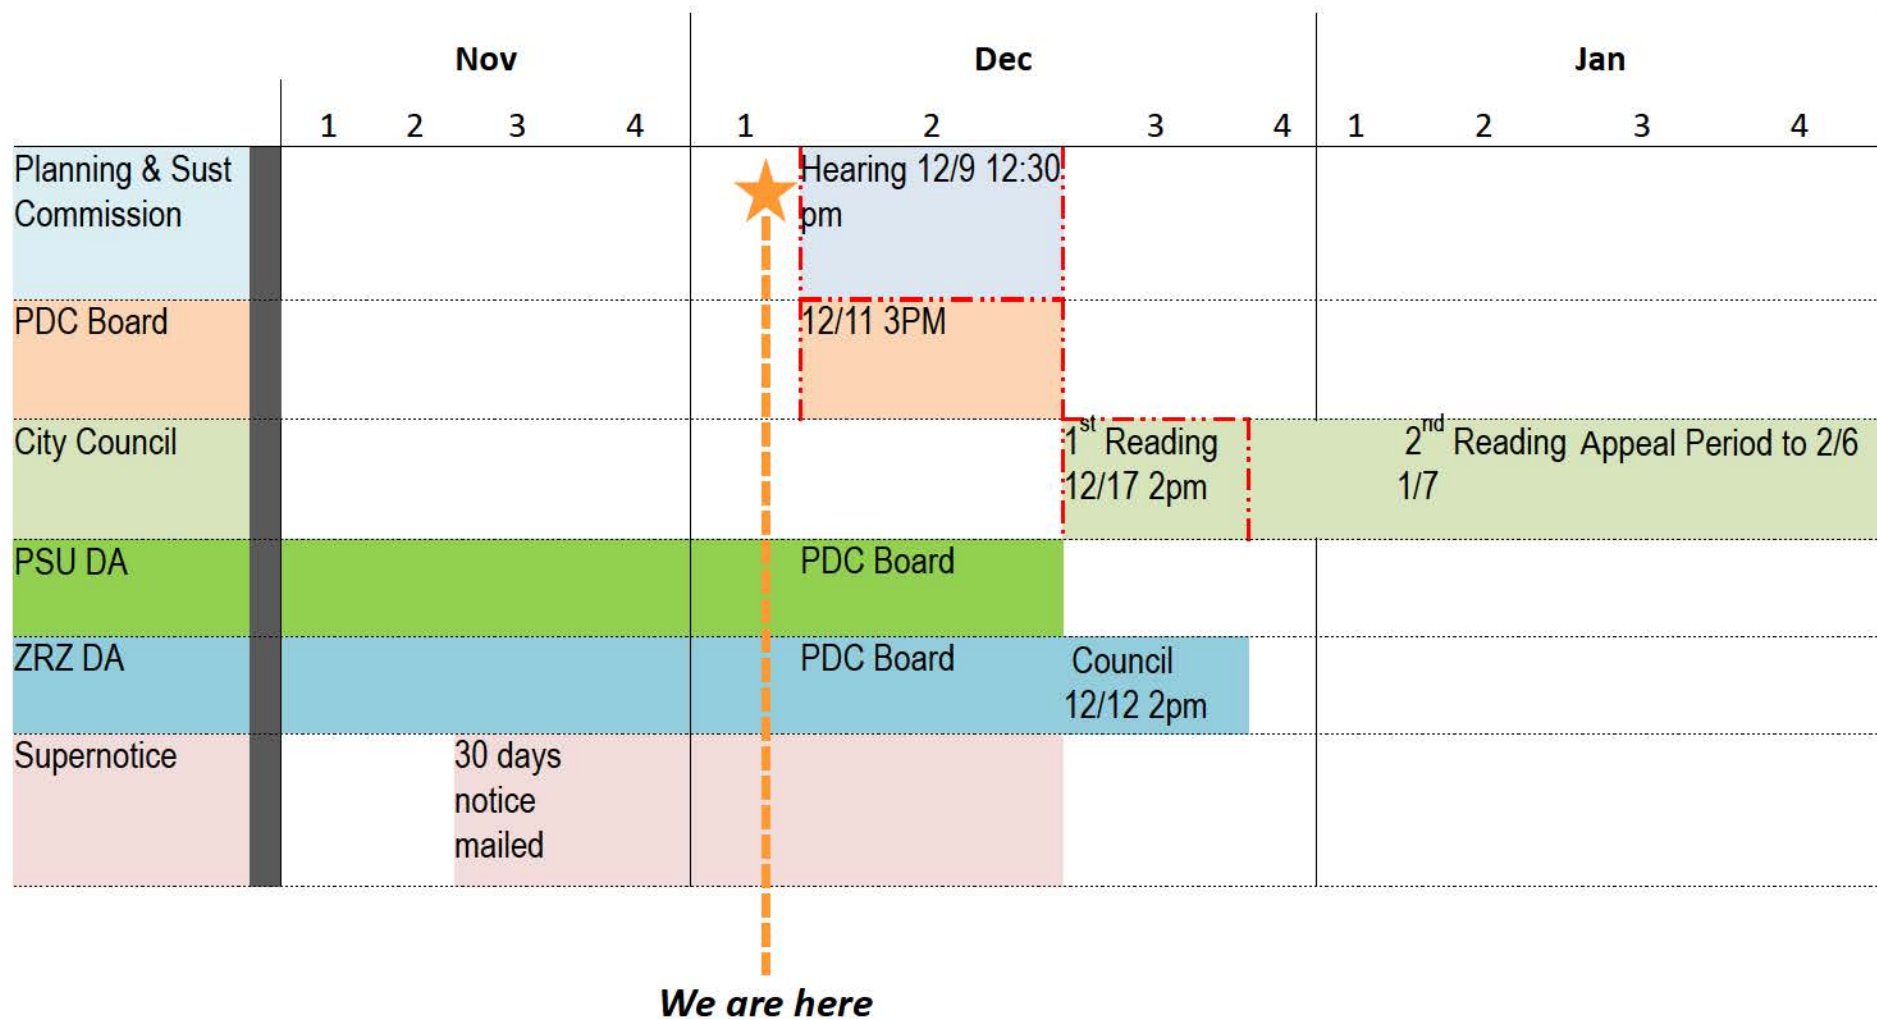 Nov Dec Jan
1 2 3 4 1 2 3 4 1 2 3 4
Planning & Sust
Commission
Hearing 12/9 12:30
pm
PDC Board
12/11 3PM
City Council
1st Reading
12/17 2pm
2nd Reading
1/7
Appeal Period to 2/6
PSU DA
PDC Board
ZRZ DA
PDC Board
Council
12/12 2pm
Supernotice
30 days
notice
mailed
We are here